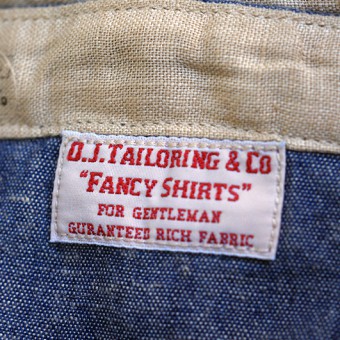 O.J. TAILORING & CO
"FANCY SHIRTS"
FOR GENTLEMAN
GURANTEED RICH FABRIC